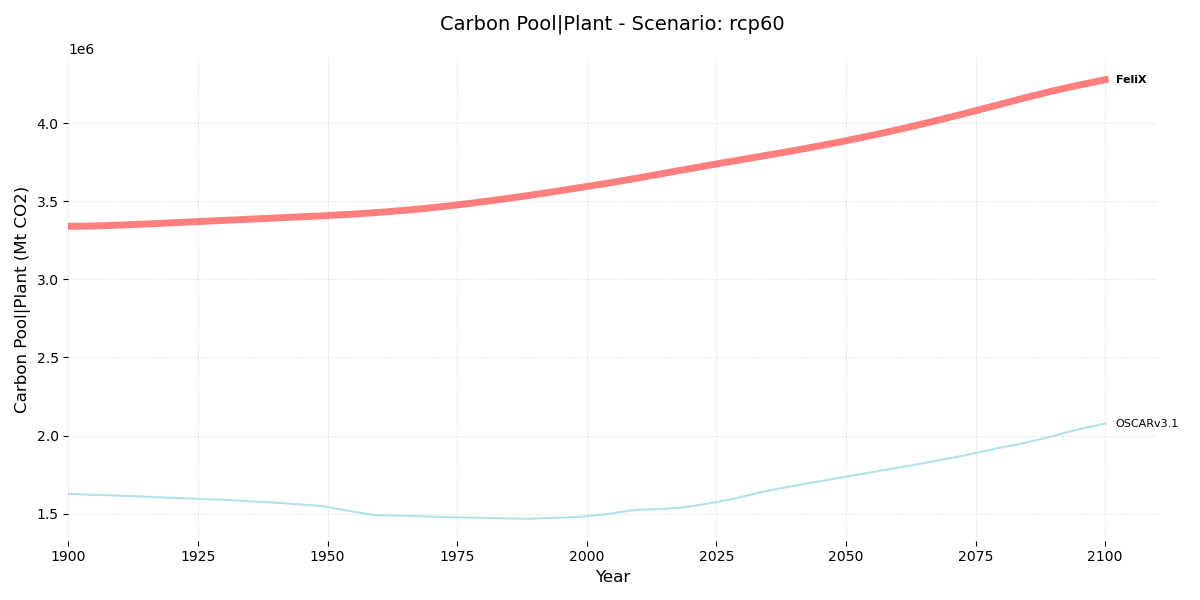 Carbon Pool|Plant - Scenario: rcp60
1e6
FeliX
4.0
3.5
3.0
2.5
2.0
1.5
Carbon Pool|Plant (Mt CO2)
OSCARv3.1
1900 1925 1950 1975 2000 2025 2050 2075 2100
Year